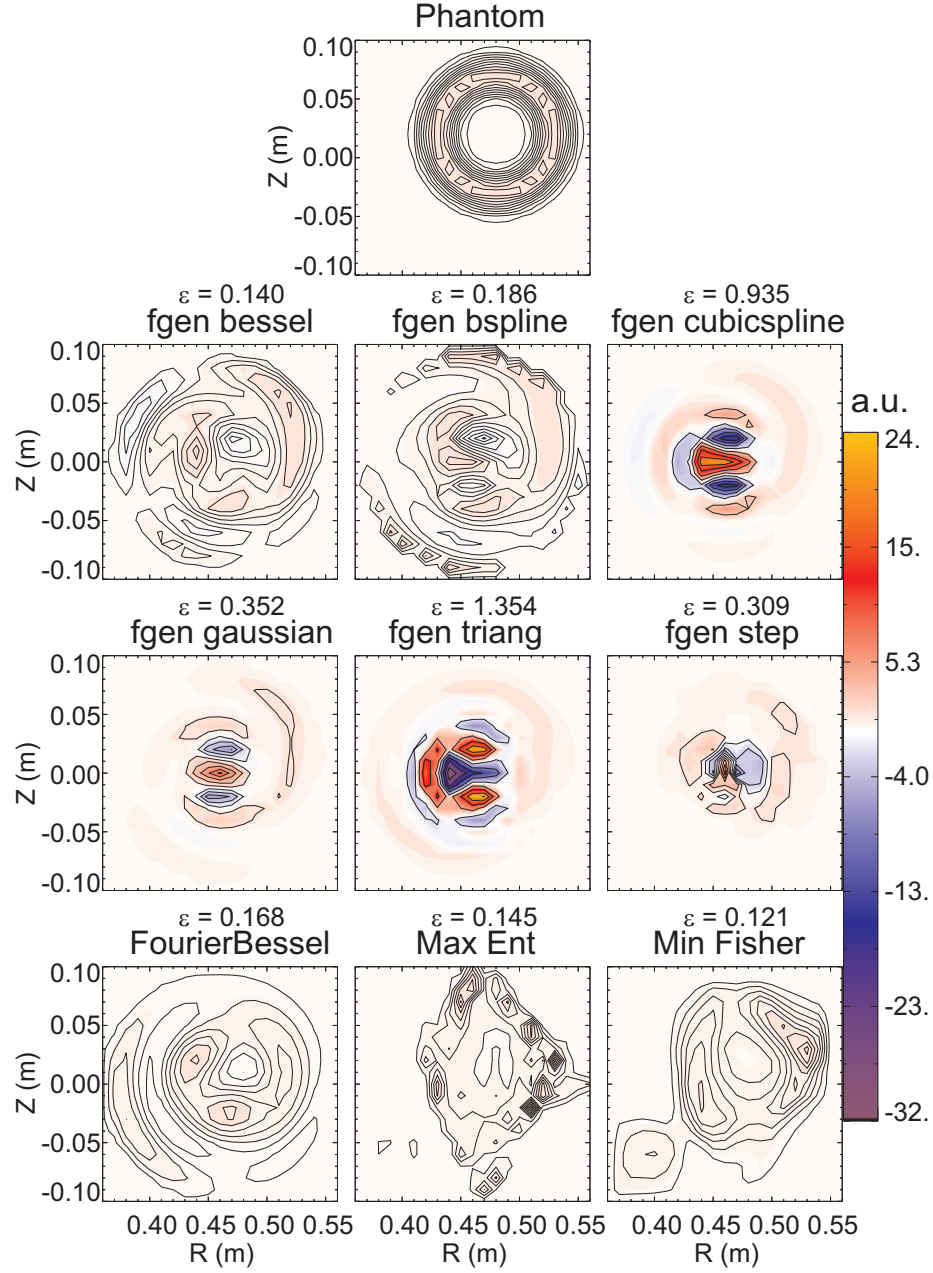 Phantom
0.10
0.05
0.00
-0.05
-0.10
Z (m)
ε = 0.140
fgen bessel
ε = 0.186
fgen bspline
ε = 0.935
fgen cubicspline
0.10
0.05
0.00
-0.05
-0.10
Z (m)
ε = 0.352
fgen gaussian
ε = 1.354
fgen triang
ε = 0.309
fgen step
0.10
0.05
0.00
-0.05
-0.10
Z (m)
ε = 0.168
FourierBessel
ε = 0.145
Max Ent
ε = 0.121
Min Fisher
0.10
0.05
0.00
-0.05
-0.10
Z (m)
0.40 0.45 0.50 0.55
R (m)
0.40 0.45 0.50 0.55
R (m)
0.40 0.45 0.50 0.55
R (m)
a.u.
24.
15.
5.3
-4.0
-13.
-23.
-32.